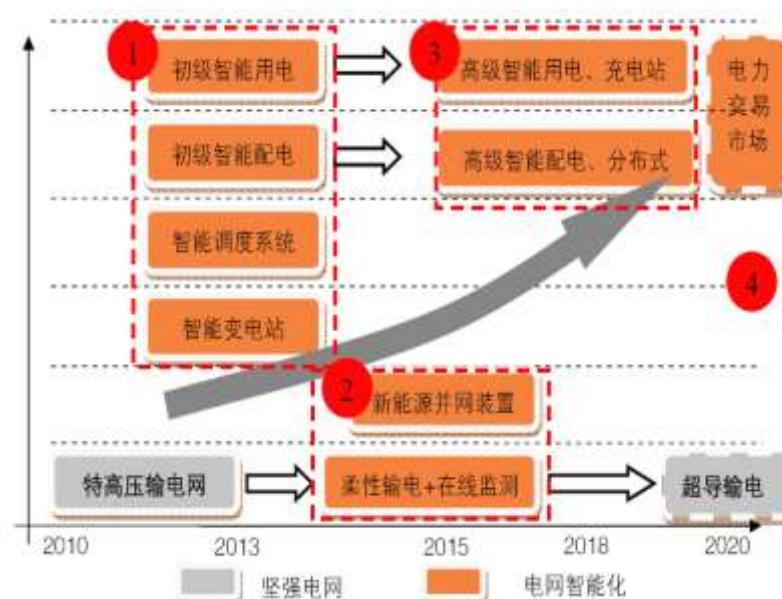 1
3
初级智能用电
高级智能用电、充电站
电力
交易
市场
初级智能配电
高级智能配电、分布式
智能调度系统
4
智能变电站
2
新能源并网装置
特高压输电网
柔性输电+在线监测
超导输电
2010
2013
2015
2018
2020
坚强电网
电网智能化